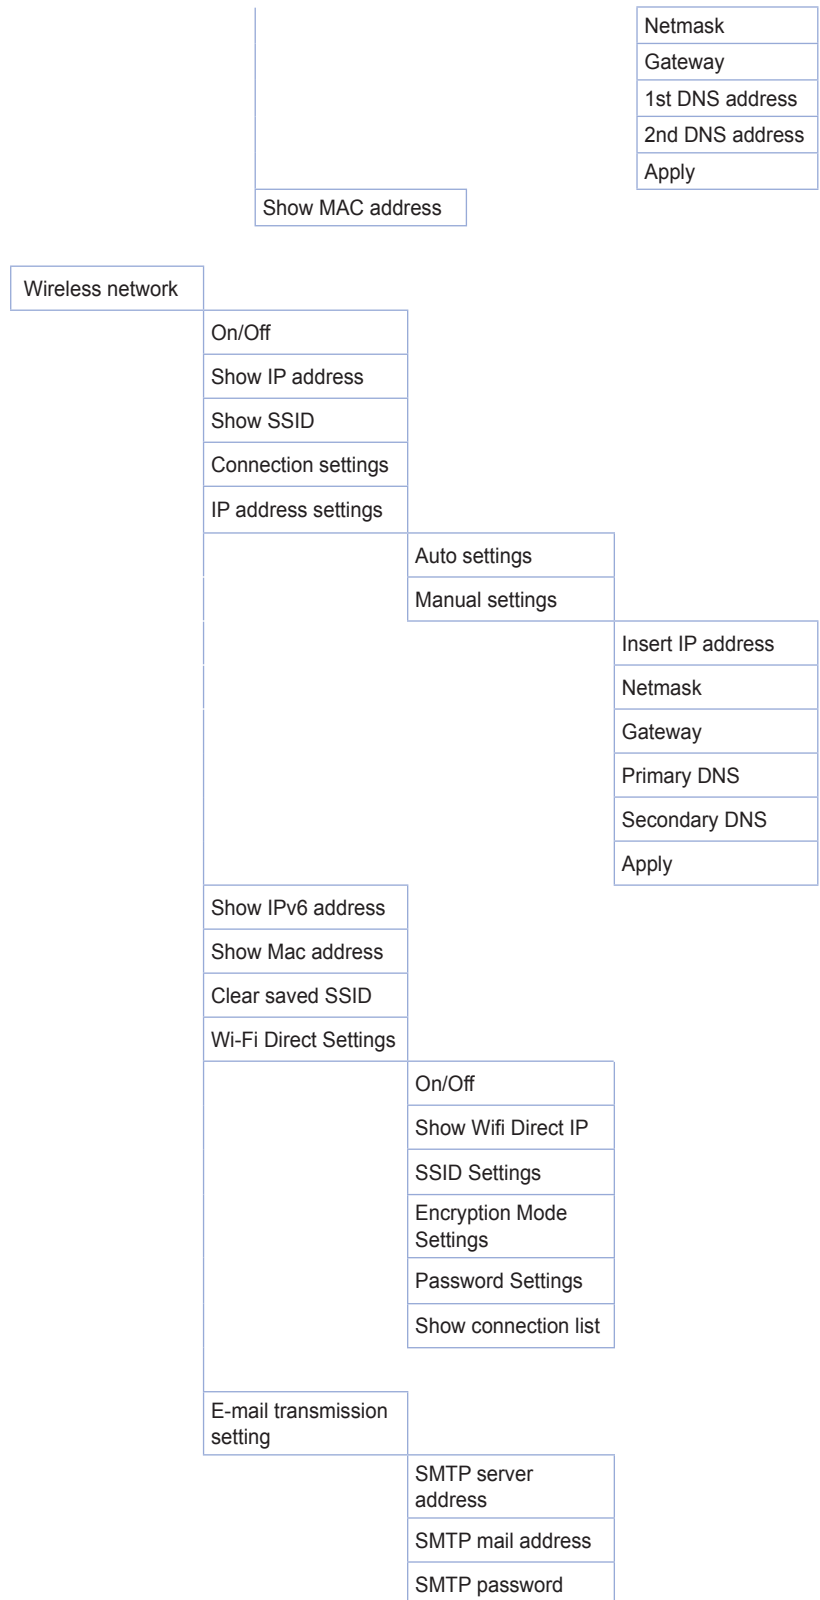 Netmask
Gateway
1st DNS address
2nd DNS address
Apply
Show MAC address
Wireless network
On/Off
Show IP address
Show SSID
Connection settings
IP address settings
Auto settings
Manual settings
Insert IP address
Netmask
Gateway
Primary DNS
Secondary DNS
Apply
Show IPv6 address
Show Mac address
Clear saved SSID
Wi-Fi Direct Settings
On/Off
Show Wifi Direct IP
SSID Settings
Encryption Mode
Settings
Password Settings
Show connection list
E-mail transmission
setting
SMTP server
address
SMTP mail address
SMTP password